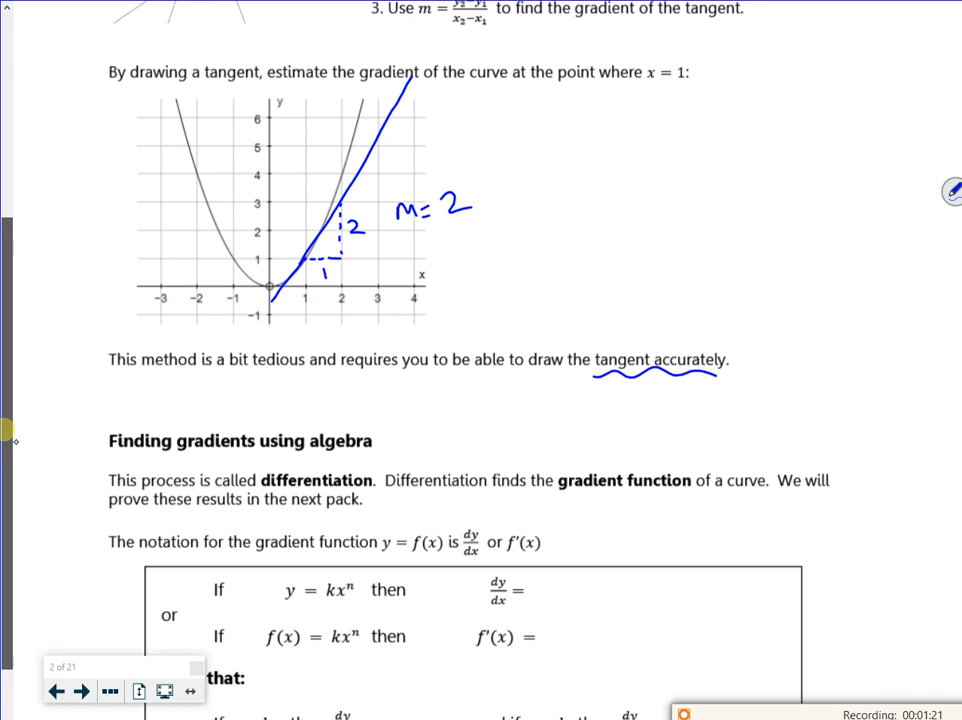 3. Use m = y₂−y₁/x₂−x₁ to find the gradient of the tangent.
By drawing a tangent, estimate the gradient of the curve at the point where x = 1:
y
6
5
4
3
2
1
-1
-3 -2 -1 1 2 3 4
x
2
1
m = 2
This method is a bit tedious and requires you to be able to draw the tangent accurately.
Finding gradients using algebra
This process is called differentiation. Differentiation finds the gradient function of a curve. We will
prove these results in the next pack.
The notation for the gradient function y = f(x) is dy/dx or f′(x)
If y = kxⁿ then dy/dx =
or
If f(x) = kxⁿ then f′(x) =
that:
2 of 21
dy dy
Recording: 00:01:21